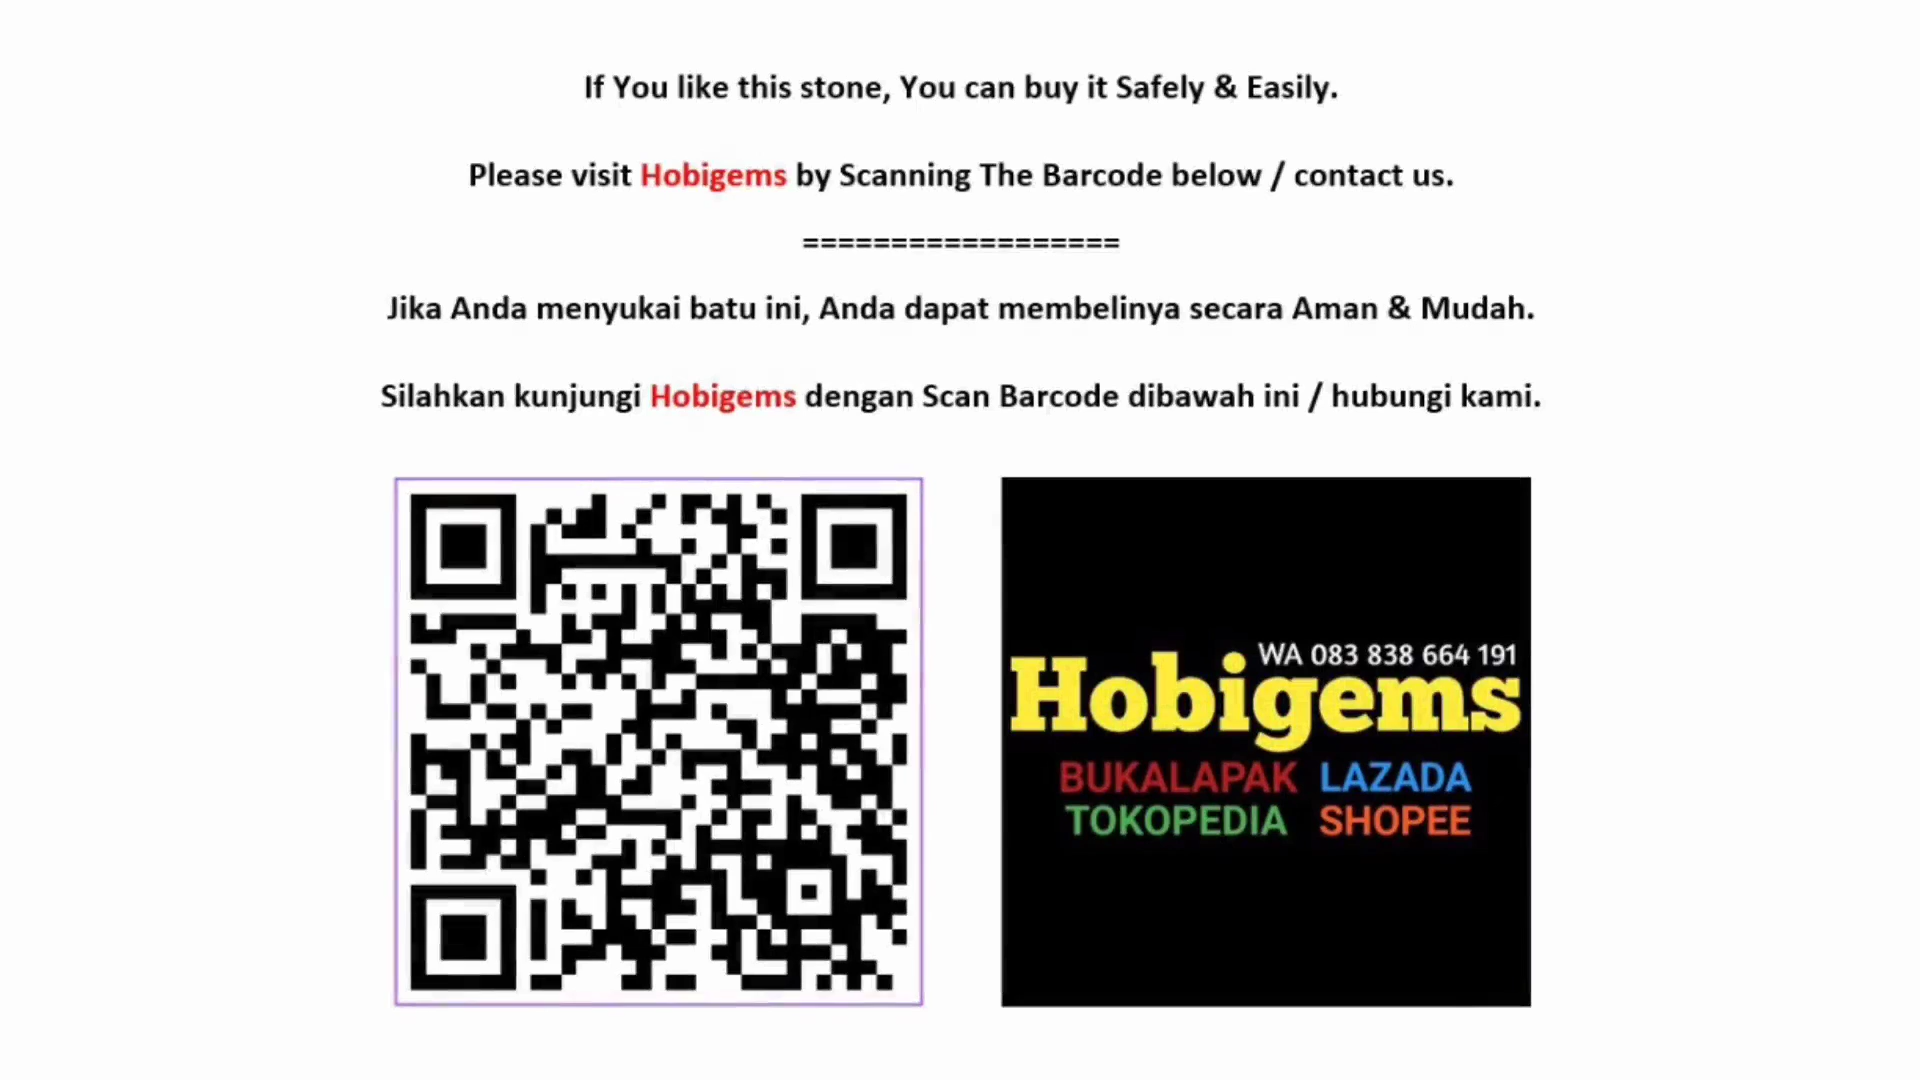 If You like this stone, You can buy it Safely & Easily.
Please visit Hobigems by Scanning The Barcode below / contact us.
==================
Jika Anda menyukai batu ini, Anda dapat membelinya secara Aman & Mudah.
Silahkan kunjungi Hobigems dengan Scan Barcode dibawah ini / hubungi kami.
WA 083 838 664 191
Hobigems
BUKALAPAK LAZADA
TOKOPEDIA SHOPEE